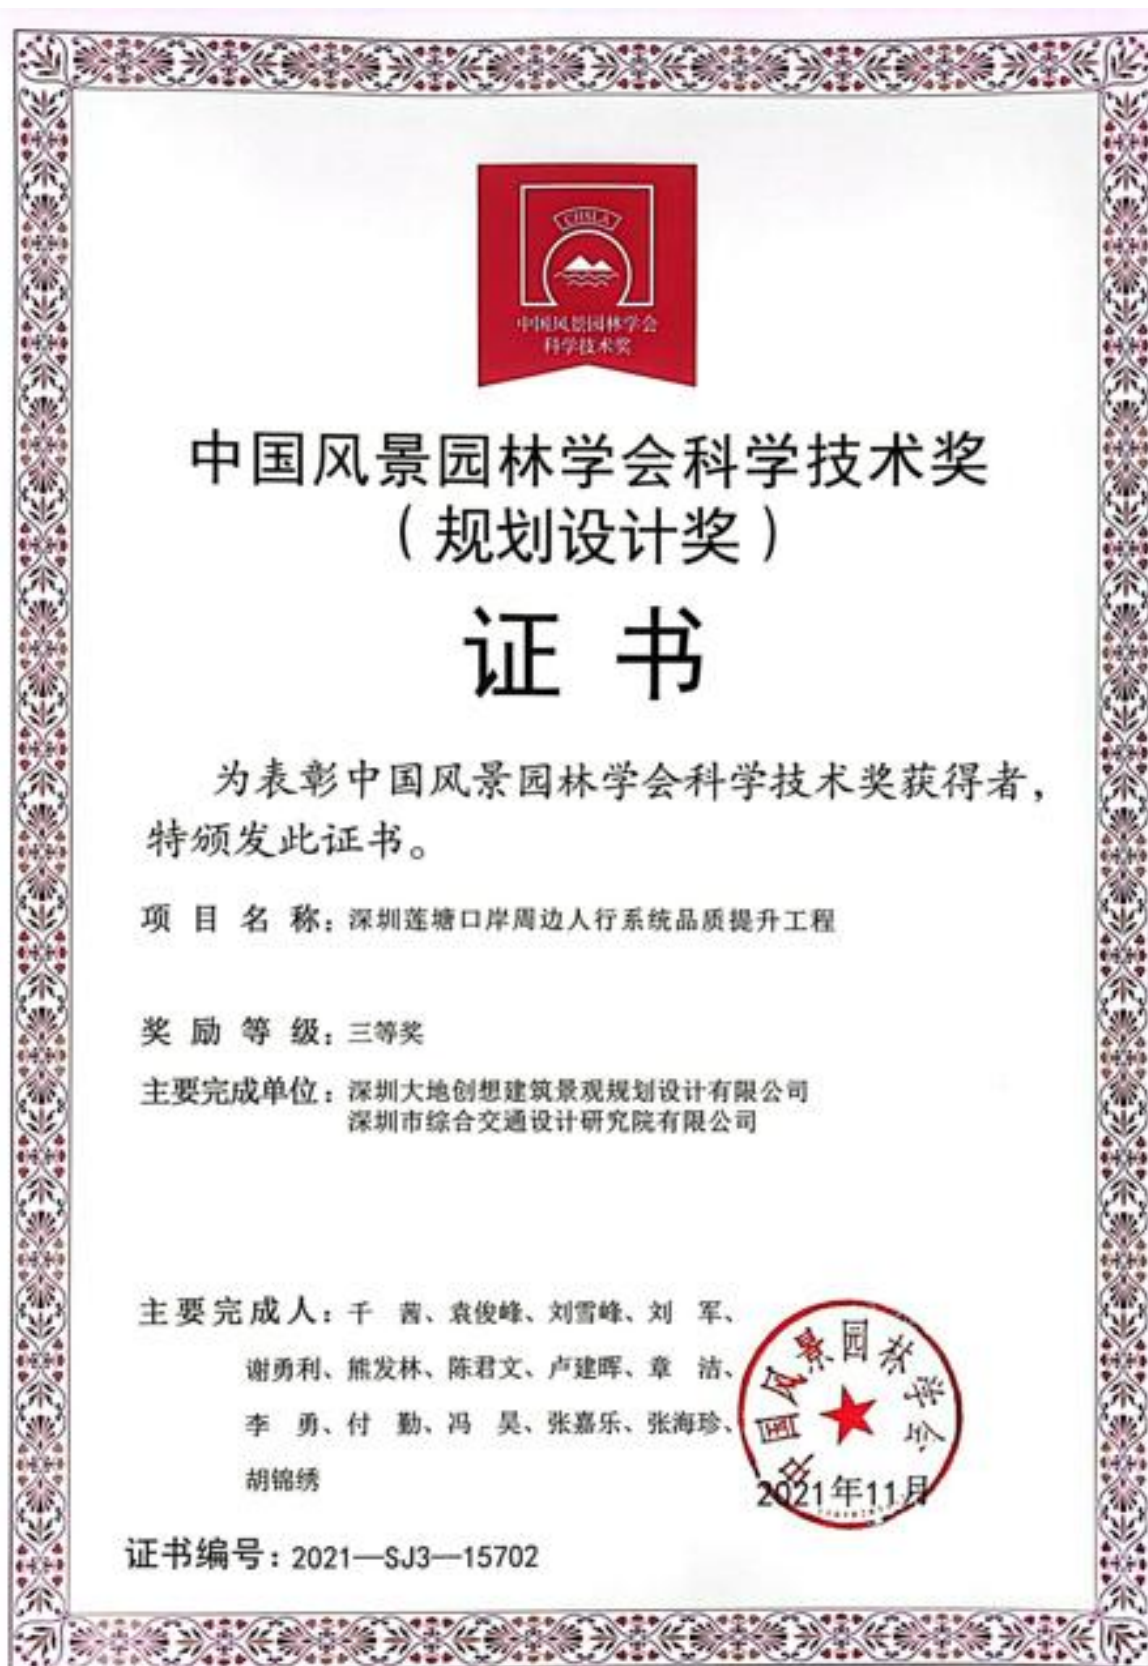 CHSLA
中国风景园林学会
科学技术奖
中国风景园林学会科学技术奖
（规划设计奖）
证书
为表彰中国风景园林学会科学技术奖获得者，
特颁发此证书。
项目名称：深圳莲塘口岸周边人行系统品质提升工程
奖励等级：三等奖
主要完成单位：深圳大地创想建筑景观规划设计有限公司
深圳市综合交通设计研究院有限公司
主要完成人：千茜、袁俊峰、刘雪峰、刘军、
谢勇利、熊发林、陈君文、卢建晖、章洁、
李勇、付勤、冯昊、张嘉乐、张海珍、
胡锦绣
中国风景园林学会
2021年11月
证书编号：2021—SJ3—15702